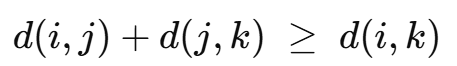 d(i, j) + d(j, k) ≥ d(i, k)